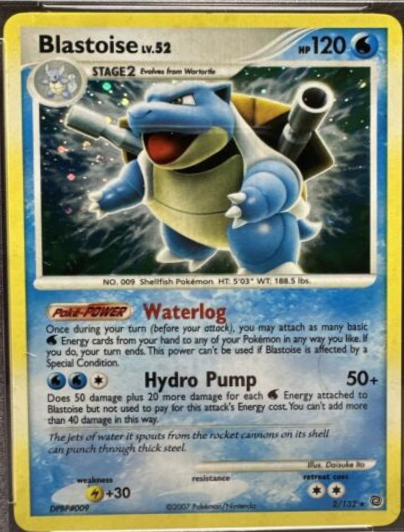 Blastoise LV.52 HP 120
STAGE2 Evolves from Wartortle
NO. 009 Shellfish Pokémon HT: 5'03" WT: 188.5 lbs.
Poké-POWER Waterlog
Once during your turn (before your attack), you may attach as many basic
Energy cards from your hand to any of your Pokémon in any way you like. If
you do, your turn ends. This power can't be used if Blastoise is affected by a
Special Condition.
Hydro Pump 50+
Does 50 damage plus 20 more damage for each Energy attached to
Blastoise but not used to pay for this attack's Energy cost. You can't add more
than 40 damage in this way.
The jets of water it spouts from the rocket cannons on its shell
can punch through thick steel.
Illus. Daisuke Ito
weakness resistance retreat cost
+30
DPBP#009 ©2007 Pokémon/Nintendo 2/132